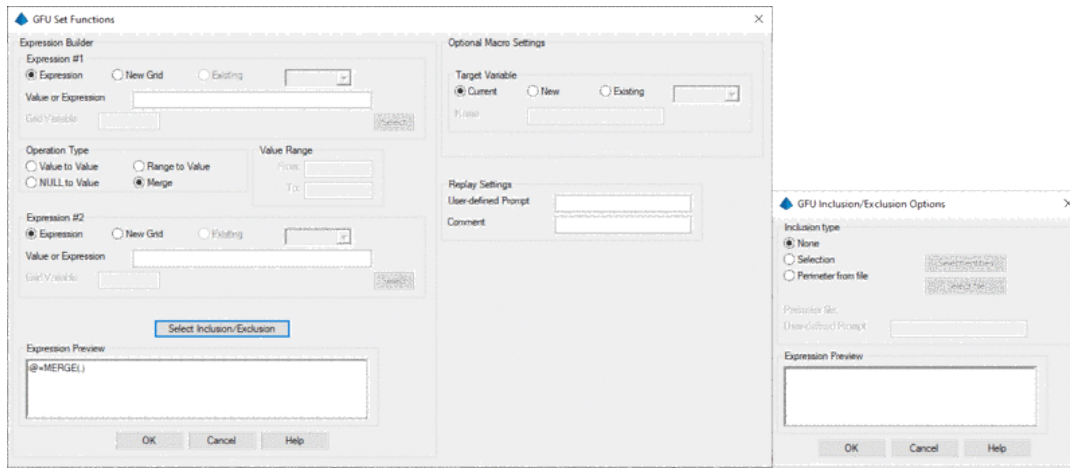 GFU Set Functions
Expression Builder
Expression #1
Expression New Grid Existing
Value or Expression
Grid Variable Select
Operation Type
Value to Value Range to Value
NULL to Value Merge
Value Range
From:
To:
Expression #2
Expression New Grid Existing
Value or Expression
Grid Variable Select
Select Inclusion/Exclusion
Expression Preview
@=MERGE(,)
OK Cancel Help
Optional Macro Settings
Target Variable
Current New Existing
Name
Replay Settings
User-defined Prompt
Comment
GFU Inclusion/Exclusion Options
Inclusion type
None
Selection Select entities
Perimeter from file Select file
Perimeter file:
User-defined Prompt
Expression Preview
OK Cancel Help